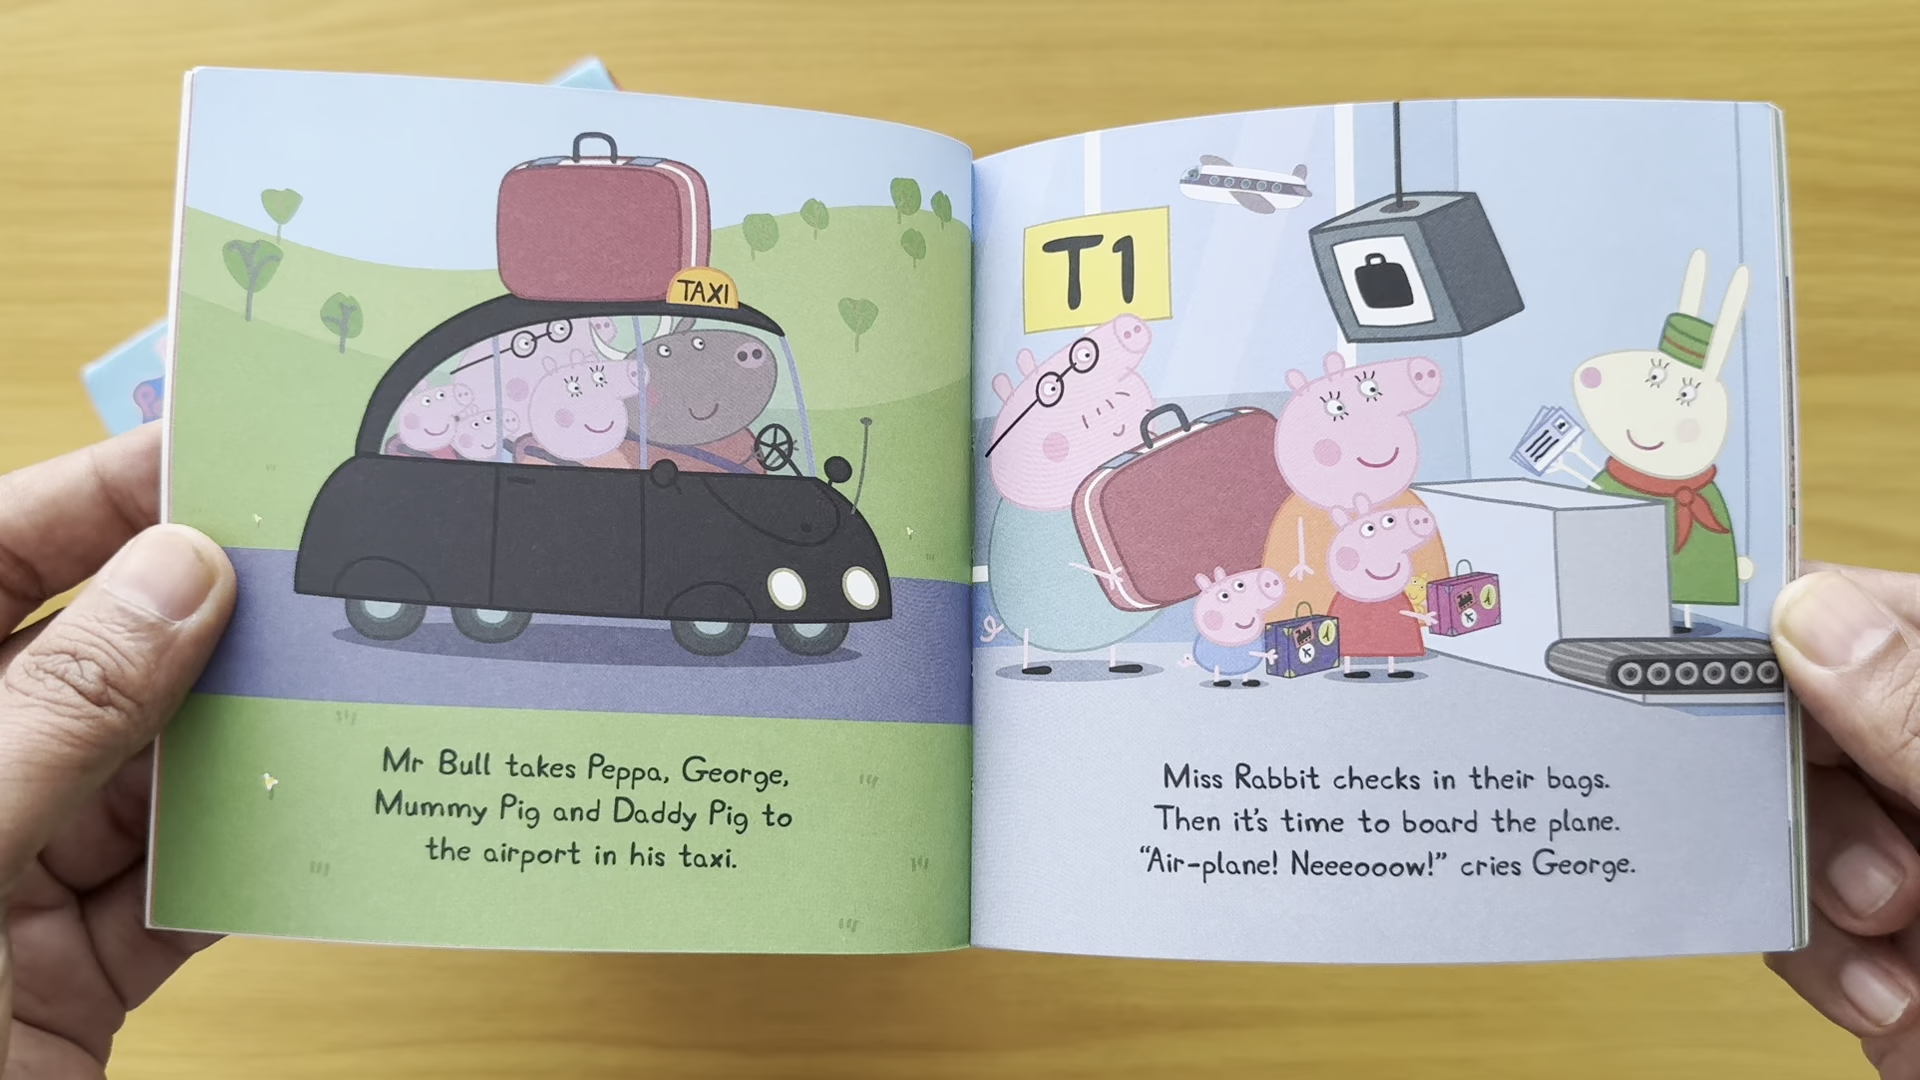 TAXI
Mr Bull takes Peppa, George,
Mummy Pig and Daddy Pig to
the airport in his taxi.
T1
Miss Rabbit checks in their bags.
Then it's time to board the plane.
“Air-plane! Neeeooow!” cries George.